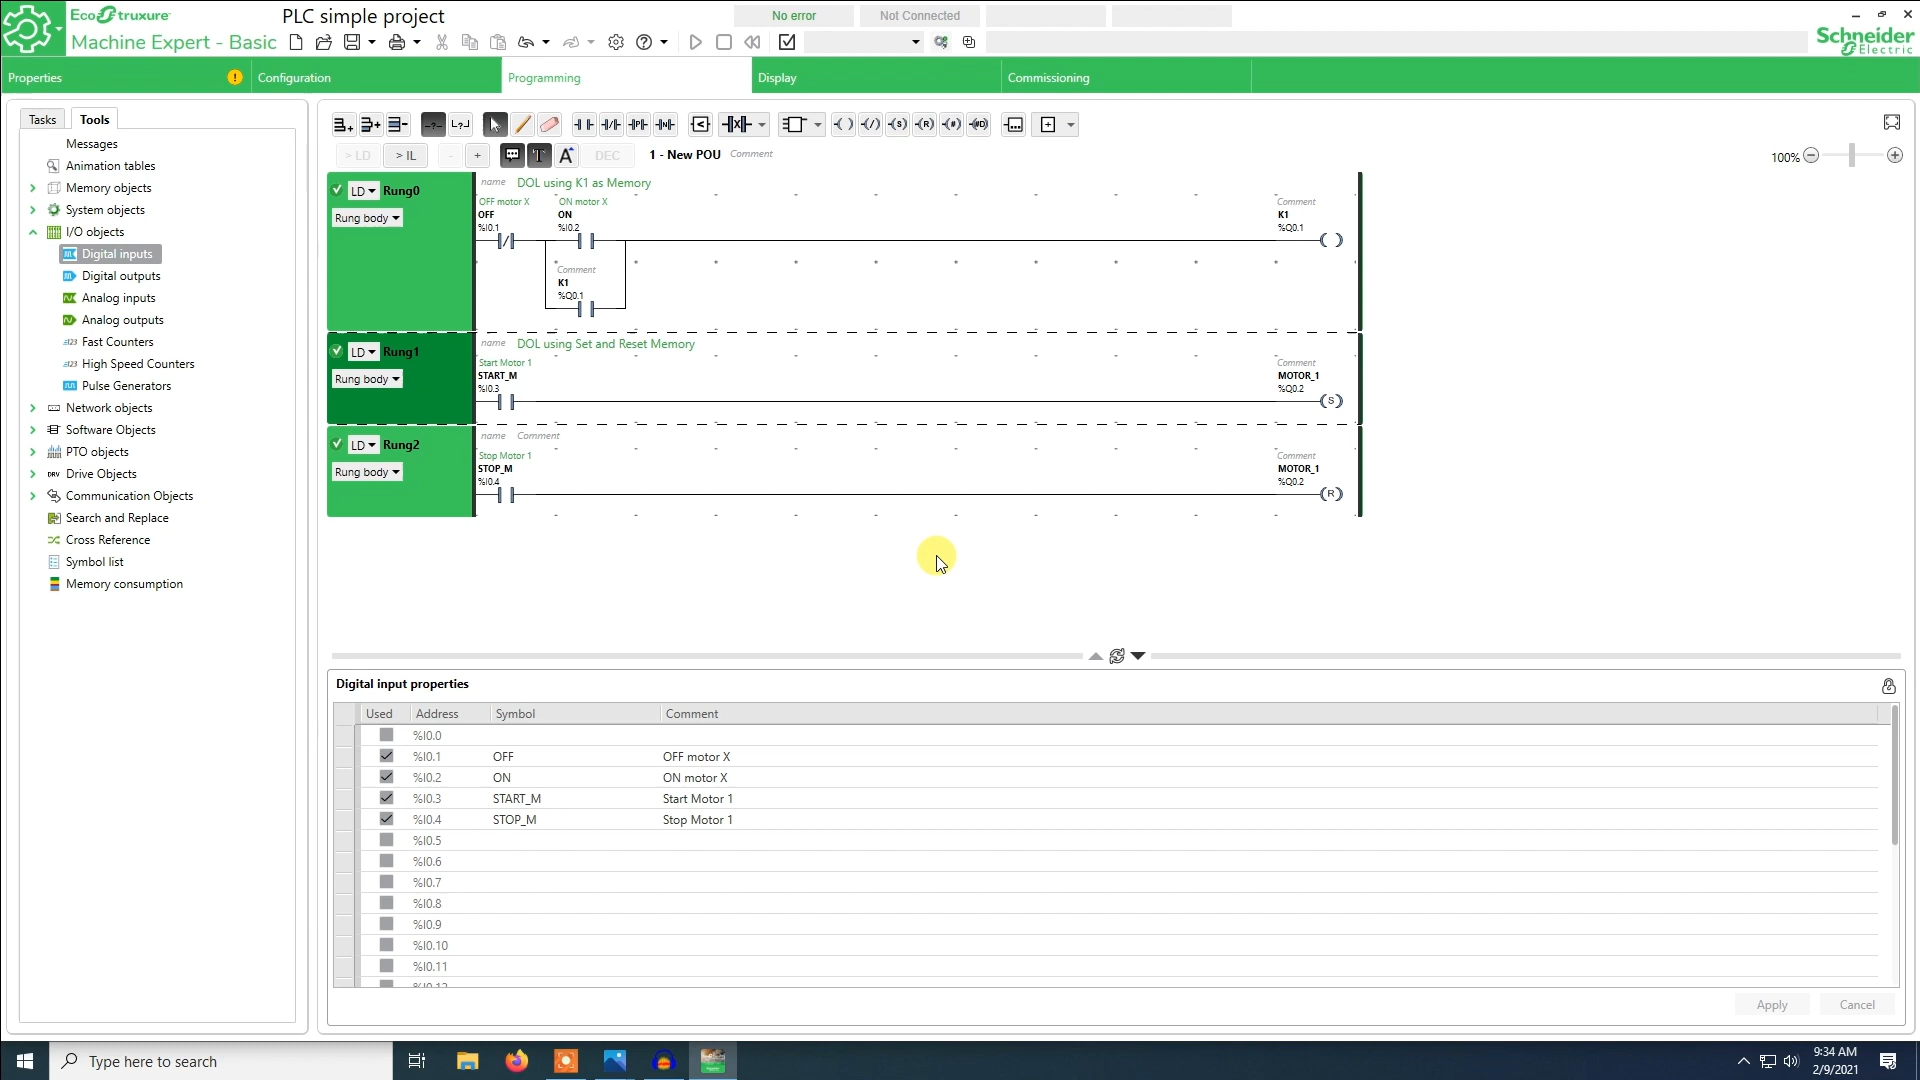 EcoStruxure
Machine Expert - Basic
PLC simple project
No error
Not Connected
Schneider
Electric
Properties
!
Configuration
Programming
Display
Commissioning
Tasks
Tools
Messages
Animation tables
Memory objects
System objects
I/O objects
Digital inputs
Digital outputs
Analog inputs
Analog outputs
Fast Counters
High Speed Counters
Pulse Generators
Network objects
Software Objects
PTO objects
DRV Drive Objects
Communication Objects
Search and Replace
Cross Reference
Symbol list
Memory consumption
> LD
> IL
-
+
T
A
DEC
1 - New POU
Comment
100%
LD Rung0
Rung body
name DOL using K1 as Memory
OFF motor X
OFF
%I0.1
ON motor X
ON
%I0.2
Comment
K1
%Q0.1
Comment
K1
%Q0.1
LD Rung1
Rung body
name DOL using Set and Reset Memory
Start Motor 1
START_M
%I0.3
Comment
MOTOR_1
%Q0.2
S
LD Rung2
Rung body
name Comment
Stop Motor 1
STOP_M
%I0.4
Comment
MOTOR_1
%Q0.2
R
Digital input properties
Used Address Symbol Comment
%I0.0
%I0.1 OFF OFF motor X
%I0.2 ON ON motor X
%I0.3 START_M Start Motor 1
%I0.4 STOP_M Stop Motor 1
%I0.5
%I0.6
%I0.7
%I0.8
%I0.9
%I0.10
%I0.11
%I0.12
Apply
Cancel
Type here to search
9:34 AM
2/9/2021